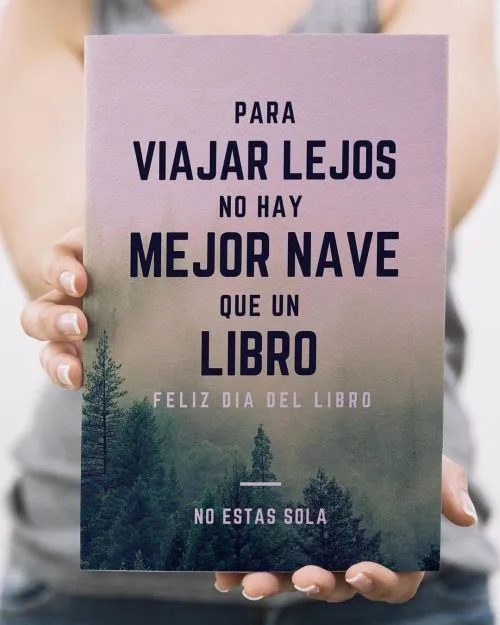 PARA
VIAJAR LEJOS
NO HAY
MEJOR NAVE
QUE UN
LIBRO
FELIZ DIA DEL LIBRO
NO ESTAS SOLA